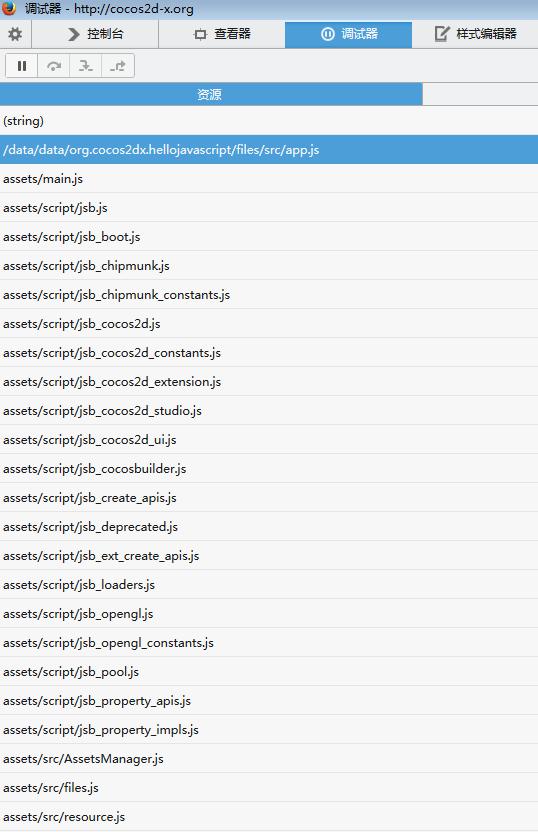 调试器 - http://cocos2d-x.org
控制台 查看器 调试器 样式编辑器
资源
(string)
/data/data/org.cocos2dx.hellojavascript/files/src/app.js
assets/main.js
assets/script/jsb.js
assets/script/jsb_boot.js
assets/script/jsb_chipmunk.js
assets/script/jsb_chipmunk_constants.js
assets/script/jsb_cocos2d.js
assets/script/jsb_cocos2d_constants.js
assets/script/jsb_cocos2d_extension.js
assets/script/jsb_cocos2d_studio.js
assets/script/jsb_cocos2d_ui.js
assets/script/jsb_cocosbuilder.js
assets/script/jsb_create_apis.js
assets/script/jsb_deprecated.js
assets/script/jsb_ext_create_apis.js
assets/script/jsb_loaders.js
assets/script/jsb_opengl.js
assets/script/jsb_opengl_constants.js
assets/script/jsb_pool.js
assets/script/jsb_property_apis.js
assets/script/jsb_property_impls.js
assets/src/AssetsManager.js
assets/src/files.js
assets/src/resource.js